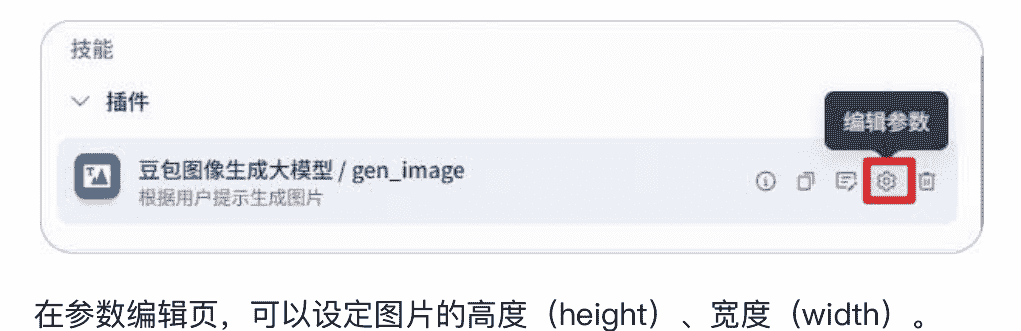 技能
插件
编辑参数
豆包图像生成大模型 / gen_image
根据用户提示生成图片
在参数编辑页，可以设定图片的高度（height）、宽度（width）。